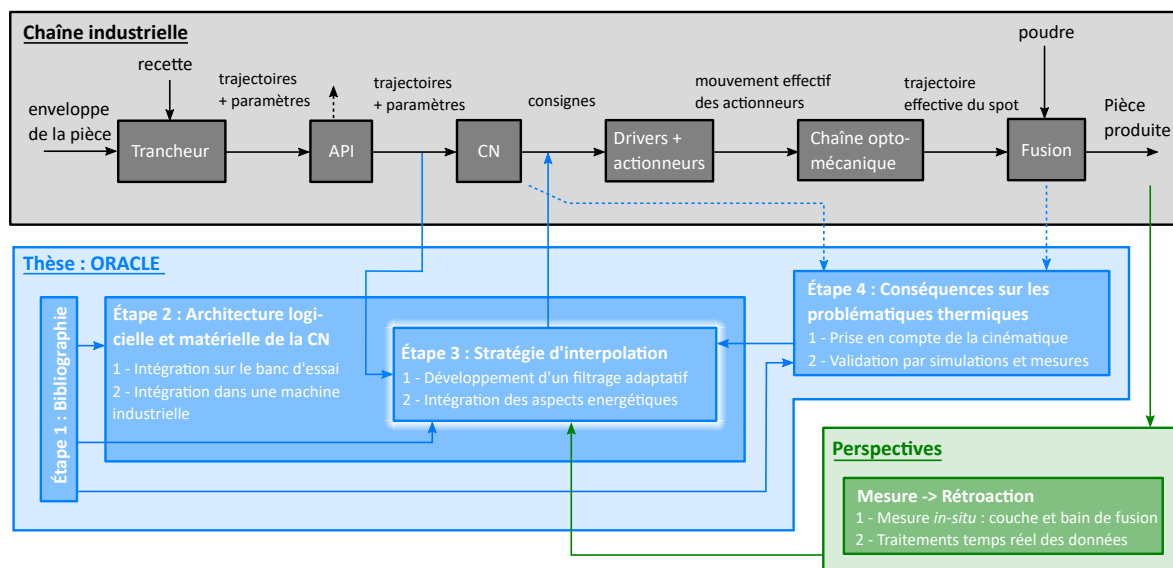 Chaîne industrielle
recette
poudre
trajectoires
+ paramètres
trajectoires
+ paramètres
consignes
mouvement effectif
des actionneurs
trajectoire
effective du spot
enveloppe
de la pièce
Pièce
produite
Trancheur
API
CN
Drivers +
actionneurs
Chaîne opto-
mécanique
Fusion
Thèse : ORACLE
Étape 1 : Bibliographie
Étape 2 : Architecture logi-
cielle et matérielle de la CN
1 - Intégration sur le banc d'essai
2 - Intégration dans une machine
industrielle
Étape 3 : Stratégie d'interpolation
1 - Développement d'un filtrage adaptatif
2 - Intégration des aspects energétiques
Étape 4 : Conséquences sur les
problématiques thermiques
1 - Prise en compte de la cinématique
2 - Validation par simulations et mesures
Perspectives
Mesure -> Rétroaction
1 - Mesure in-situ : couche et bain de fusion
2 - Traitements temps réel des données